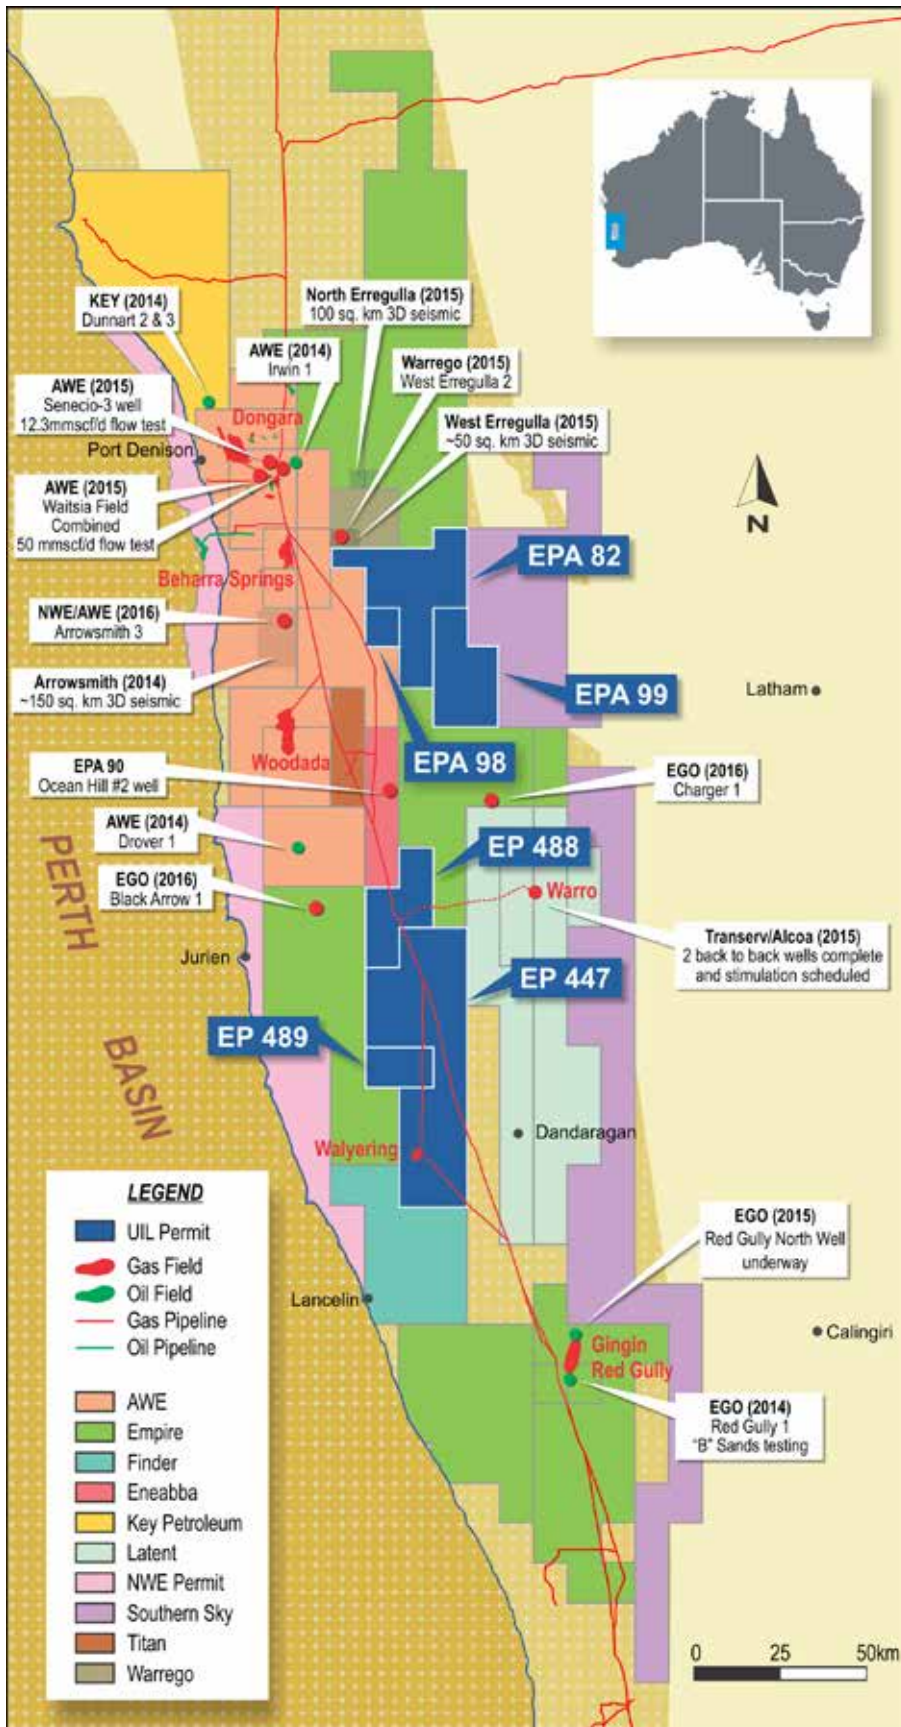 KEY (2014)
Dunnart 2 & 3
North Erregulla (2015)
100 sq. km 3D seismic
AWE (2014)
Irwin 1
Warrego (2015)
West Erregulla 2
AWE (2015)
Senecio-3 well
12.3mmscf/d flow test
Dongara
West Erregulla (2015)
~50 sq. km 3D seismic
Port Denison
AWE (2015)
Waitsia Field
Combined
50 mmscf/d flow test
N
EPA 82
Beharra Springs
NWE/AWE (2016)
Arrowsmith 3
Arrowsmith (2014)
~150 sq. km 3D seismic
EPA 99
Latham
Woodada
EPA 98
EPA 90
Ocean Hill #2 well
EGO (2016)
Charger 1
AWE (2014)
Drover 1
EP 488
EGO (2016)
Black Arrow 1
Warro
PERTH
BASIN
Transerv/Alcoa (2015)
2 back to back wells complete
and stimulation scheduled
Jurien
EP 447
EP 489
Dandaragan
Walyering
LEGEND
UIL Permit
Gas Field
Oil Field
Gas Pipeline
Oil Pipeline
AWE
Empire
Finder
Eneabba
Key Petroleum
Latent
NWE Permit
Southern Sky
Titan
Warrego
EGO (2015)
Red Gully North Well
underway
Lancelin
Calingiri
Gingin
Red Gully
EGO (2014)
Red Gully 1
"B" Sands testing
0 25 50km